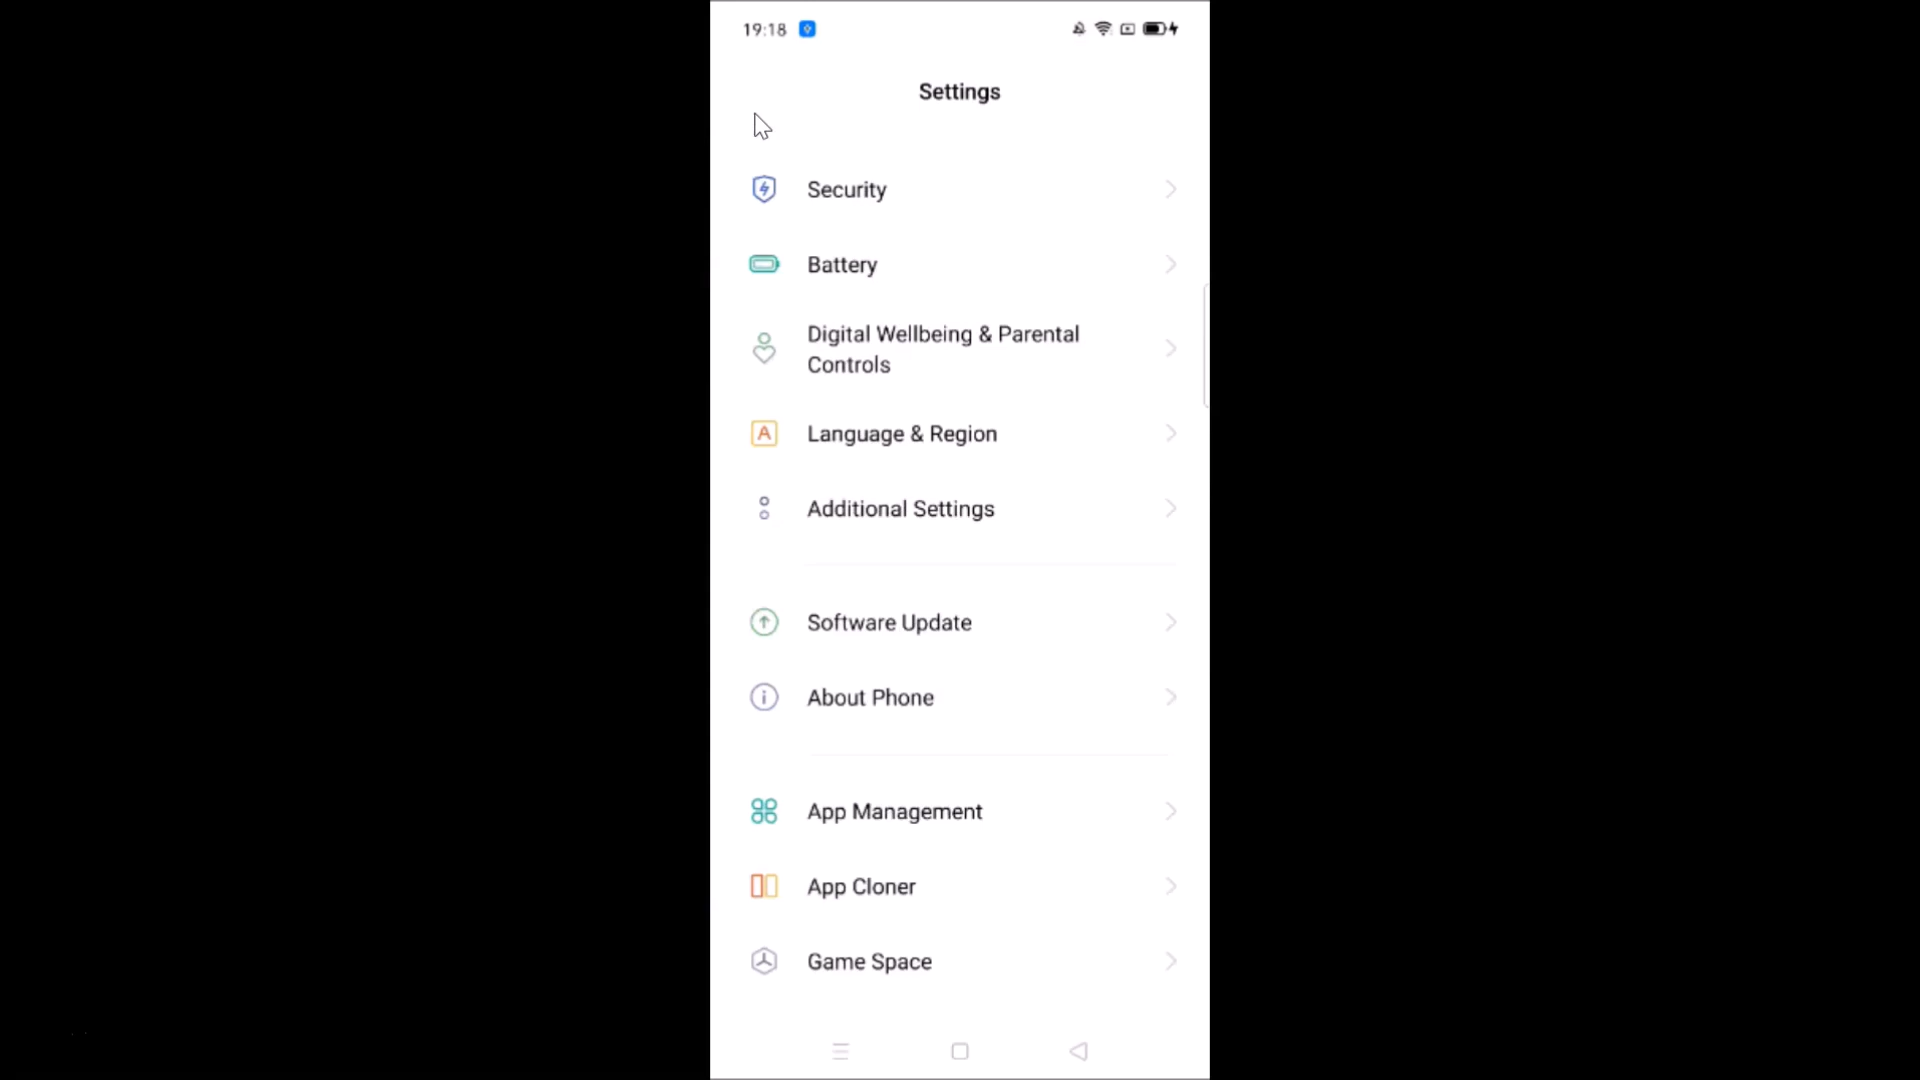 19:18
Settings
Security
Battery
Digital Wellbeing & Parental
Controls
Language & Region
Additional Settings
Software Update
About Phone
App Management
App Cloner
Game Space